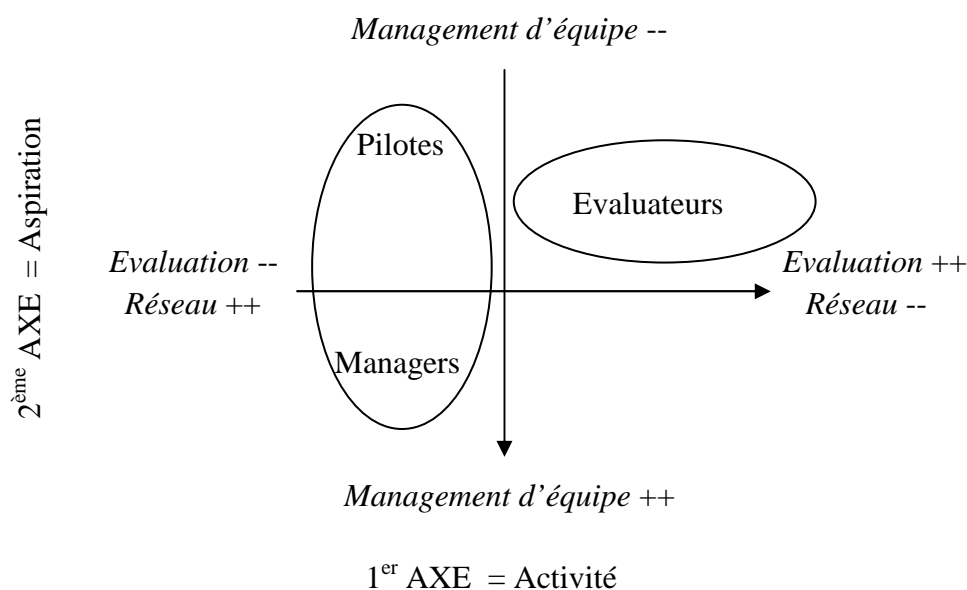 Management d'équipe --
2ème AXE = Aspiration
Pilotes
Evaluateurs
Evaluation --
Réseau ++
Evaluation ++
Réseau --
Managers
Management d'équipe ++
1er AXE = Activité